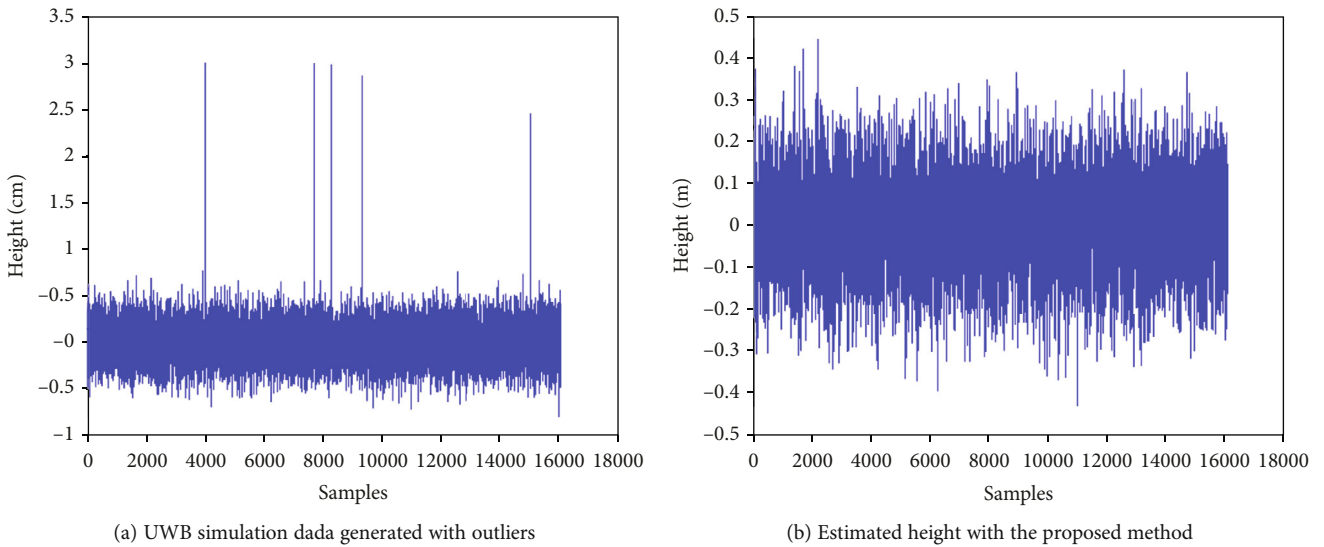 3.5
3
2.5
2
1.5
1
–0.5
–0
–0.5
–1
Height (cm)
0 2000 4000 6000 8000 10000 12000 14000 16000 18000
Samples
(a) UWB simulation dada generated with outliers
0.5
0.4
0.3
0.2
0.1
0
–0.1
–0.2
–0.3
–0.4
–0.5
Height (m)
0 2000 4000 6000 8000 10000 12000 14000 16000 18000
Samples
(b) Estimated height with the proposed method